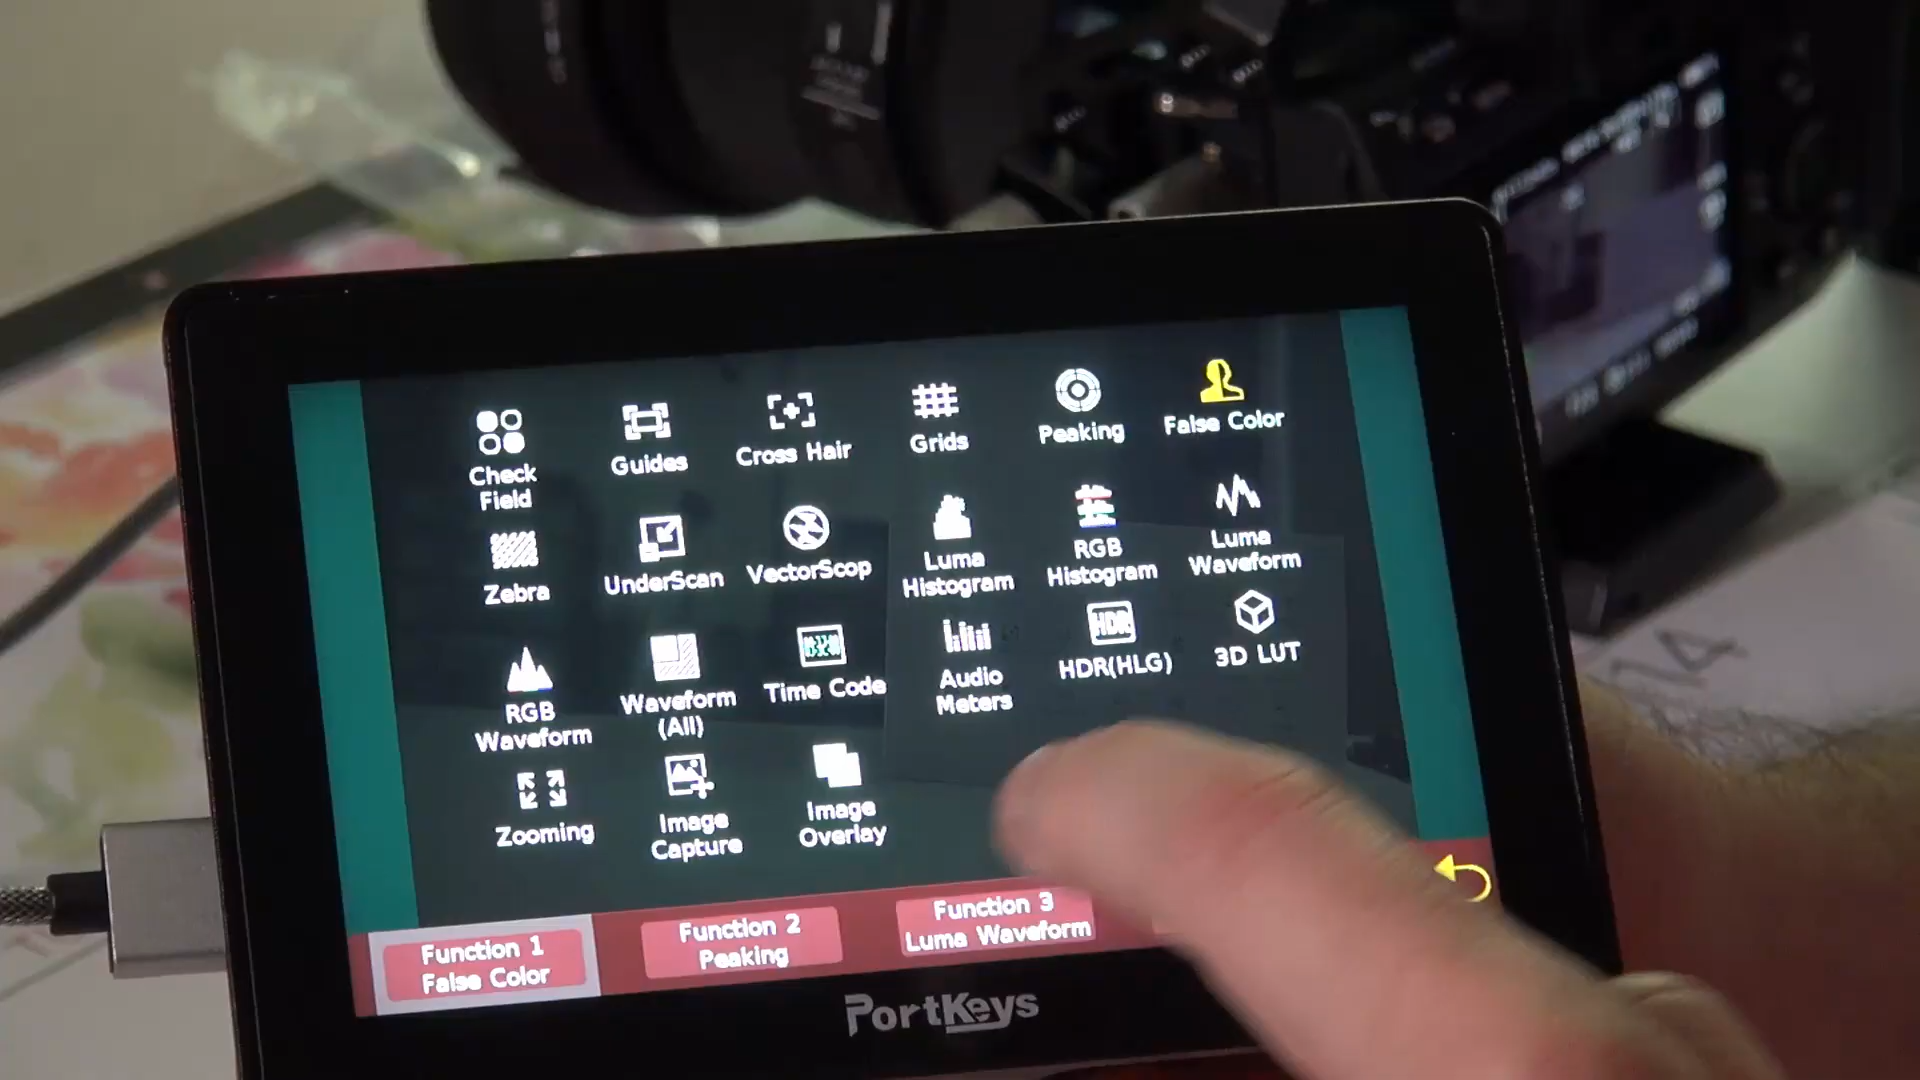 Check
Field
Guides
Cross Hair
Grids
Peaking
False Color
Zebra
UnderScan
VectorScop
Luma
Histogram
RGB
Histogram
Luma
Waveform
RGB
Waveform
Waveform
(All)
Time Code
Audio
Meters
HDR
HDR(HLG)
3D LUT
Zooming
Image
Capture
Image
Overlay
Function 1
False Color
Function 2
Peaking
Function 3
Luma Waveform
PortKeys
14